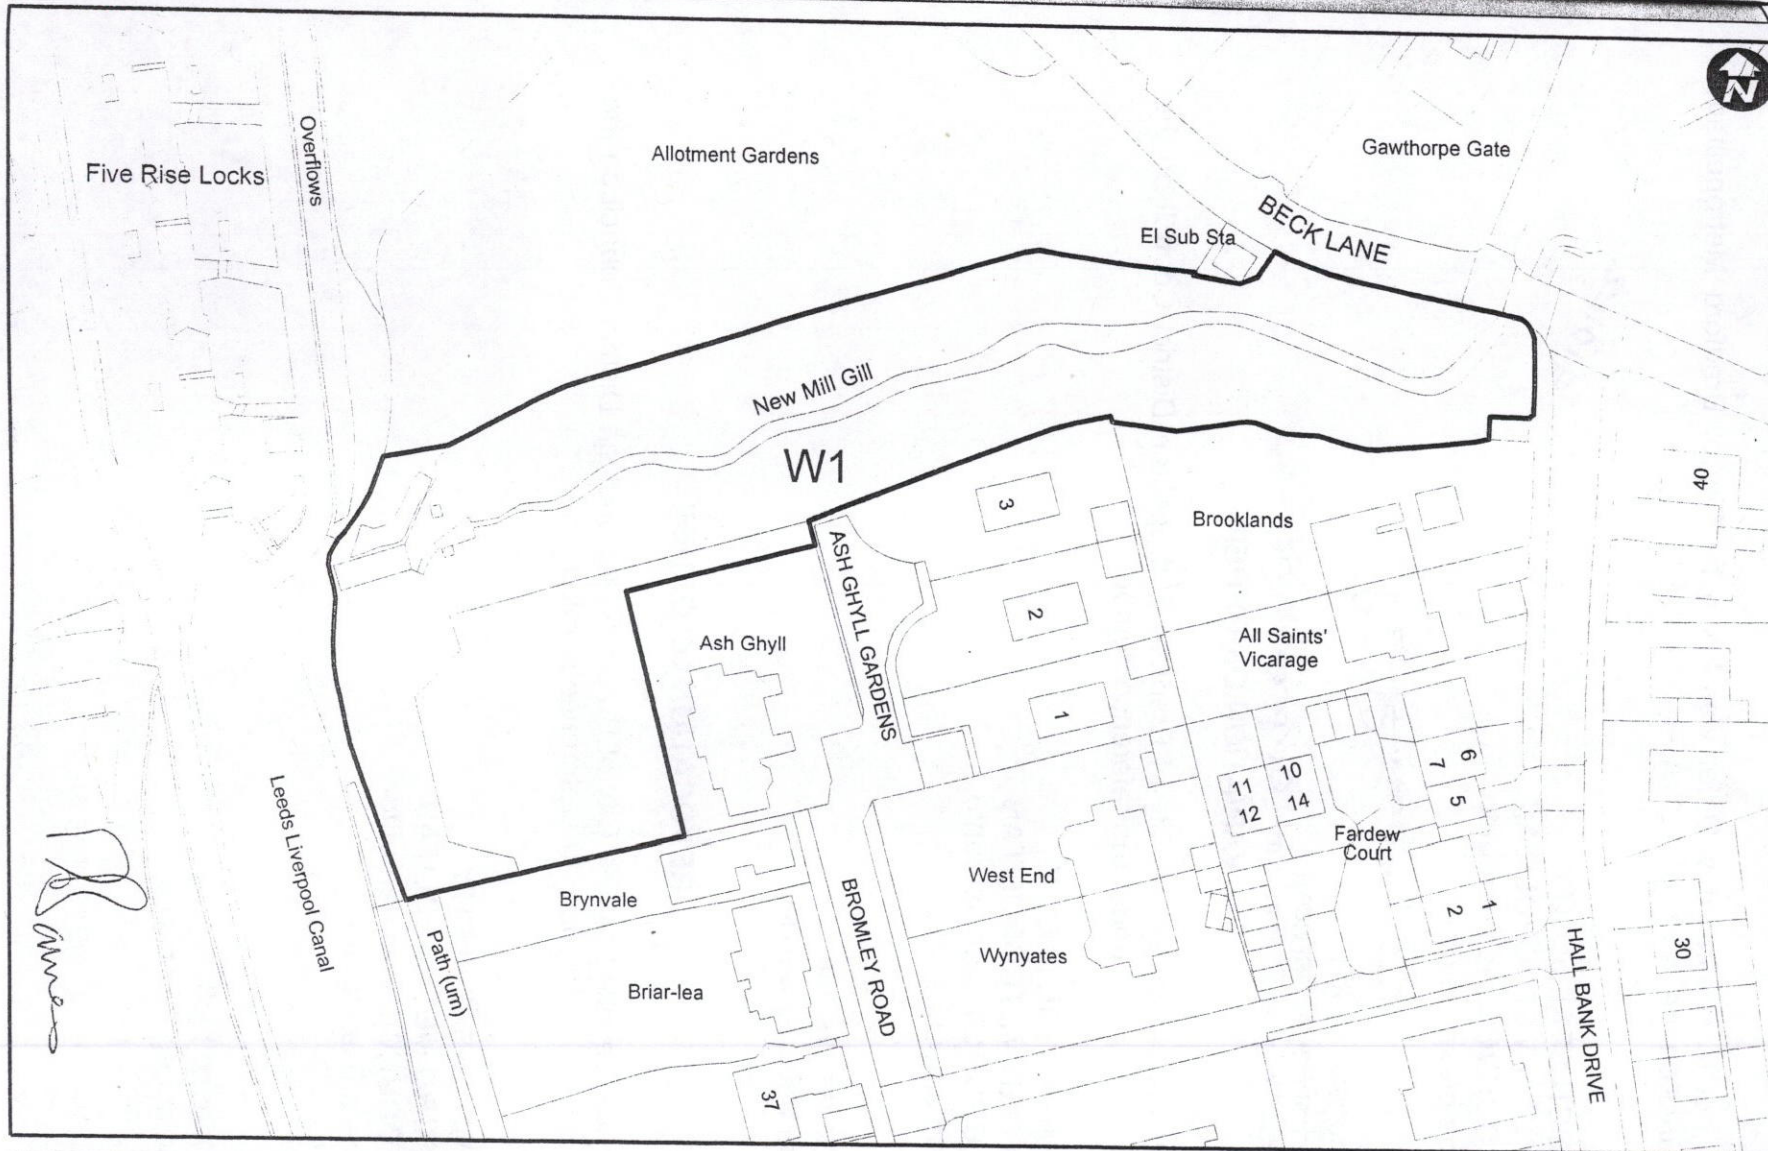 N
Five Rise Locks
Overflows
Allotment Gardens
Gawthorpe Gate
El Sub Sta
BECK LANE
New Mill Gill
W1
3
Brooklands
40
ASH GHYLL GARDENS
2
Ash Ghyll
All Saints'
Vicarage
1
11
12
10
14
6
7
5
Fardew
Court
Leeds Liverpool Canal
West End
Brynvale
BROMLEY ROAD
1
2
Path (um)
Wynyates
Briar-lea
HALL BANK DRIVE
30
37